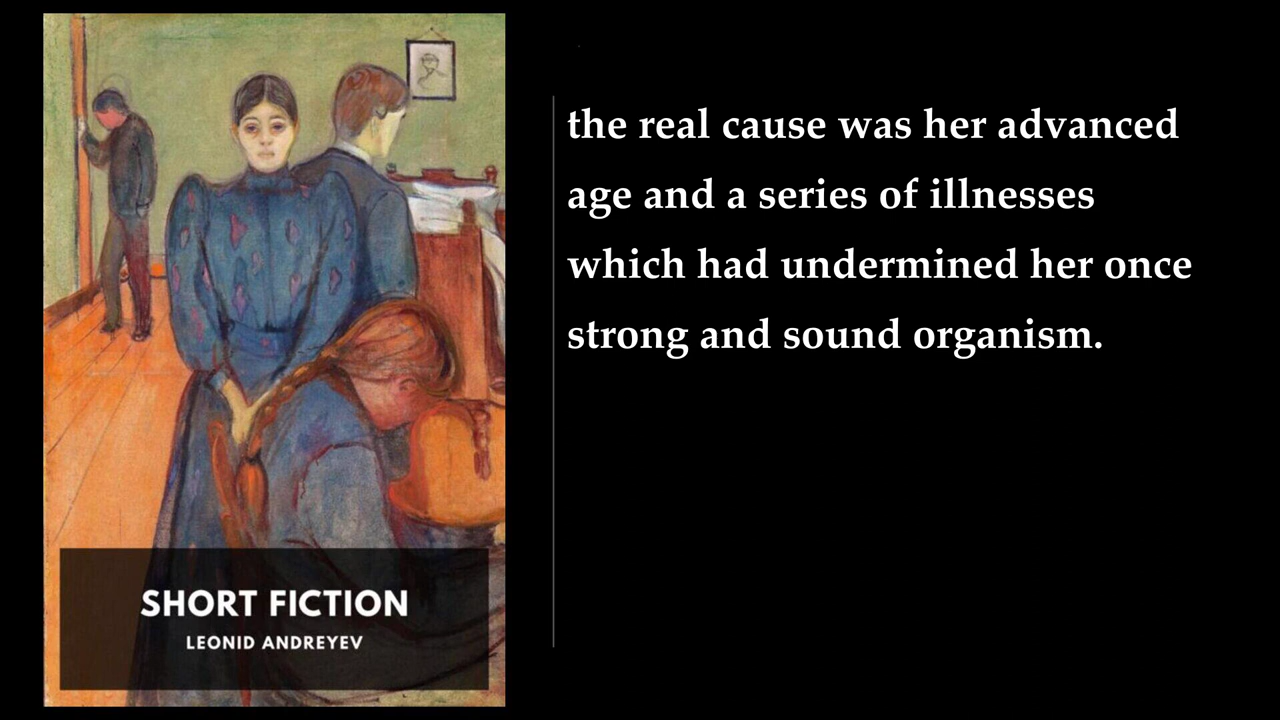 the real cause was her advanced
age and a series of illnesses
which had undermined her once
strong and sound organism.
SHORT FICTION
LEONID ANDREYEV